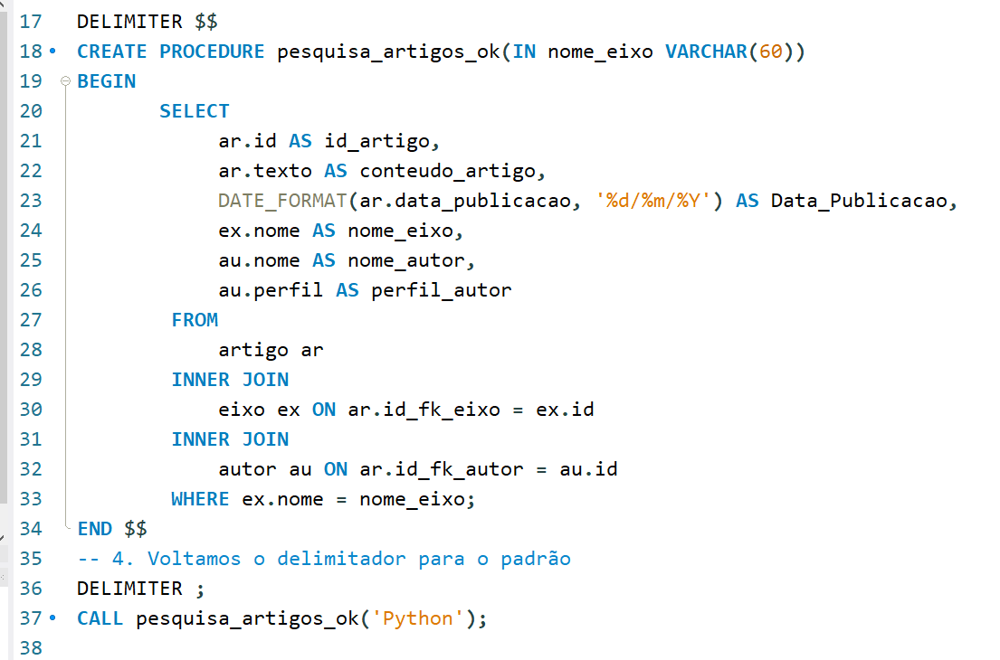 17 DELIMITER $$
18 CREATE PROCEDURE pesquisa_artigos_ok(IN nome_eixo VARCHAR(60))
19 BEGIN
20 SELECT
21 ar.id AS id_artigo,
22 ar.texto AS conteudo_artigo,
23 DATE_FORMAT(ar.data_publicacao, '%d/%m/%Y') AS Data_Publicacao,
24 ex.nome AS nome_eixo,
25 au.nome AS nome_autor,
26 au.perfil AS perfil_autor
27 FROM
28 artigo ar
29 INNER JOIN
30 eixo ex ON ar.id_fk_eixo = ex.id
31 INNER JOIN
32 autor au ON ar.id_fk_autor = au.id
33 WHERE ex.nome = nome_eixo;
34 END $$
35 -- 4. Voltamos o delimitador para o padrão
36 DELIMITER ;
37 CALL pesquisa_artigos_ok('Python');
38